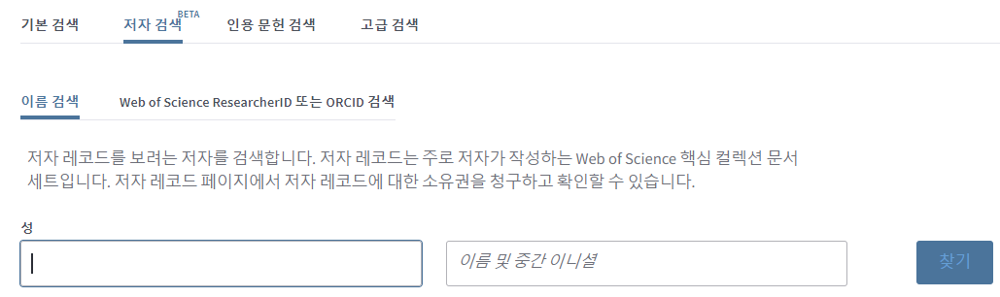 기본 검색 저자 검색 BETA 인용 문헌 검색 고급 검색
이름 검색 Web of Science ResearcherID 또는 ORCID 검색
저자 레코드를 보려는 저자를 검색합니다. 저자 레코드는 주로 저자가 작성하는 Web of Science 핵심 컬렉션 문서
세트입니다. 저자 레코드 페이지에서 저자 레코드에 대한 소유권을 청구하고 확인할 수 있습니다.
성
이름 및 중간 이니셜 찾기